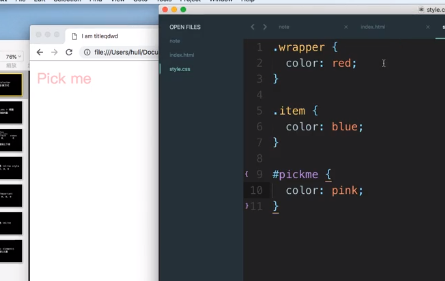 76%
I am titleqdwd
file:///Users/hull/Docu
Pick me
OPEN FILES
note
index.html
style.css
style.c
note
index.html
1 .wrapper {
2 color: red;
3 }
4
5 .item {
6 color: blue;
7 }
8
9 #pickme {
10 color: pink;
11 }